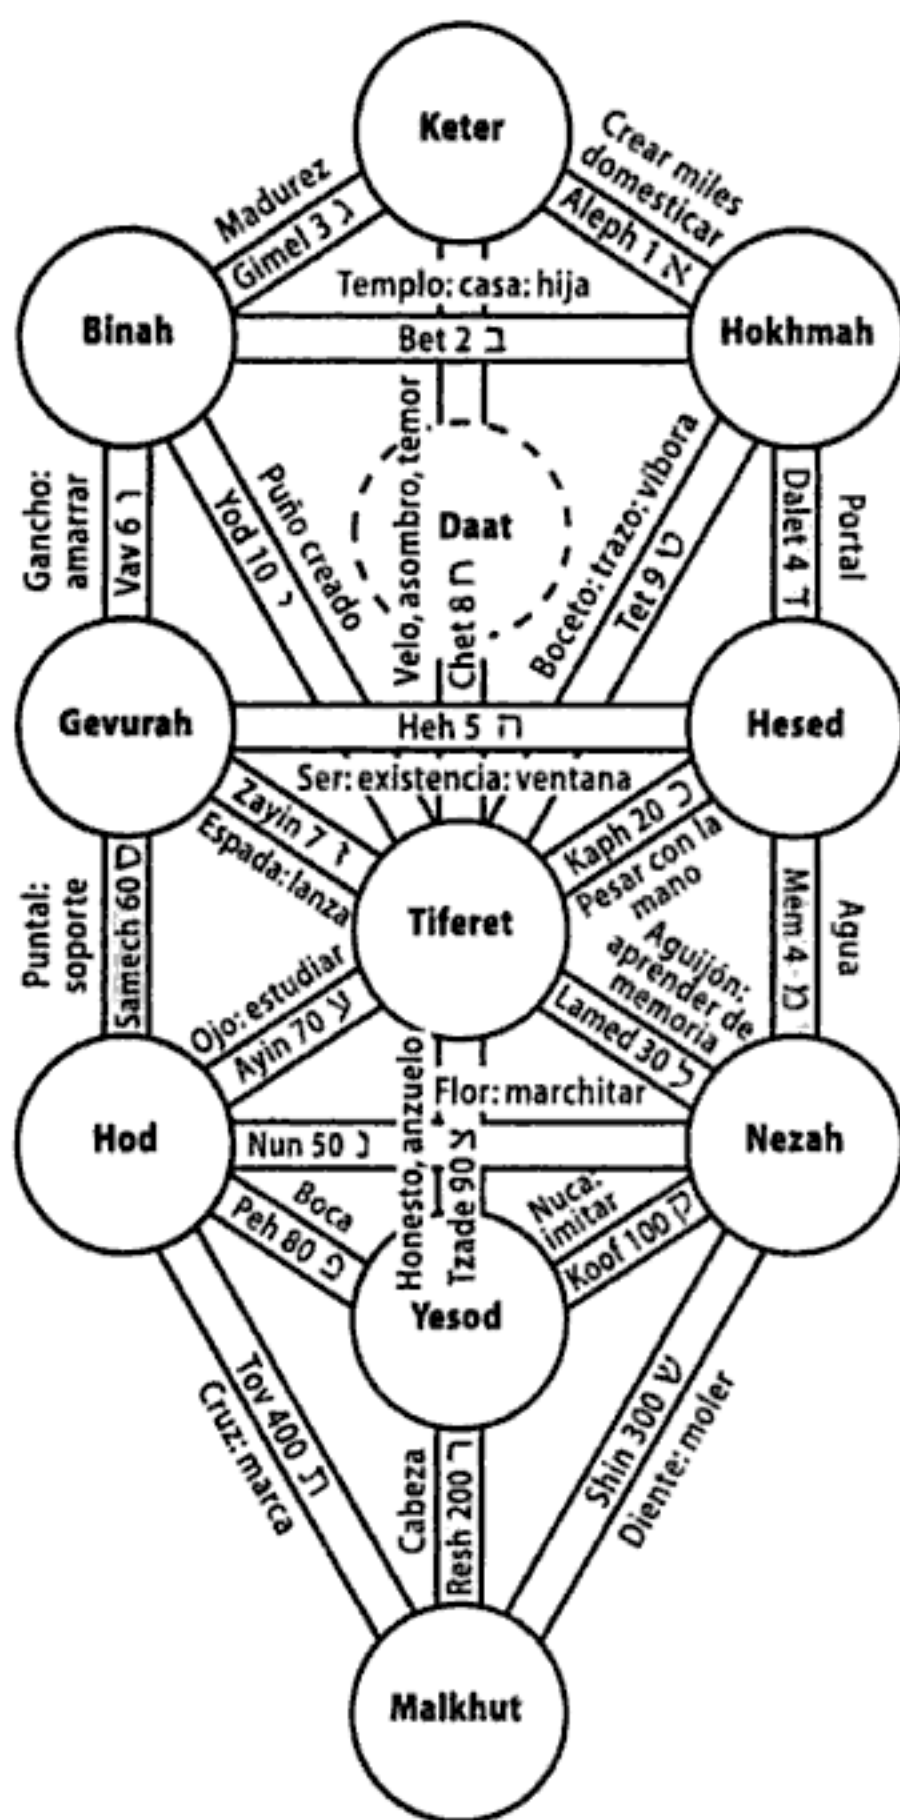 Keter
Crear miles
domesticar
Aleph 1 א
Madurez
Gimel 3 ג
Templo: casa: hija
Binah
Bet 2 ב
Hokhmah
Velo, asombro, temor
Daat
Chet 8 ח
Gancho:
amarrar
Vav 6 ו
Yod 10 י
Puño creado
Boceto: trazo: víbora
Tet 9 ט
Dalet 4 ד
Portal
Gevurah
Heh 5 ה
Hesed
Ser: existencia: ventana
Zayin 7 ז
Espada: lanza
Kaph 20 כ
Pesar con la
mano
Puntal:
soporte
Samech 60 ס
Tiferet
Mem 4 מ
Agua
Ojo: estudiar
Ayin 70 ע
Aguijón:
aprender de
memoria
Lamed 30 ל
Honesto, anzuelo
Tzade 90 צ
Flor: marchitar
Hod
Nun 50 נ
Nezah
Boca
Peh 80 פ
Nuca:
imitar
Koof 100 ק
Yesod
Tov 400 ת
Cruz: marca
Cabeza
Resh 200 ר
Shin 300 ש
Diente: moler
Malkhut